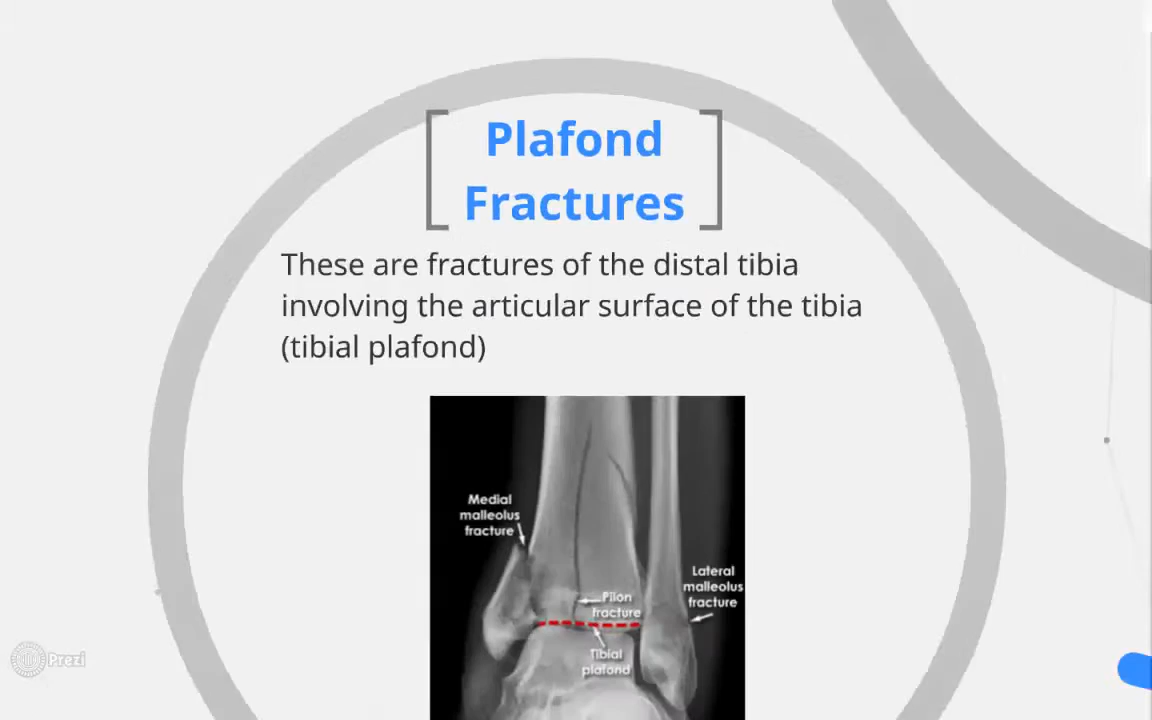 Plafond
Fractures
These are fractures of the distal tibia
involving the articular surface of the tibia
(tibial plafond)
Medial
malleolus
fracture
Lateral
malleolus
fracture
Pilon
fracture
Tibial
plafond
Prezi